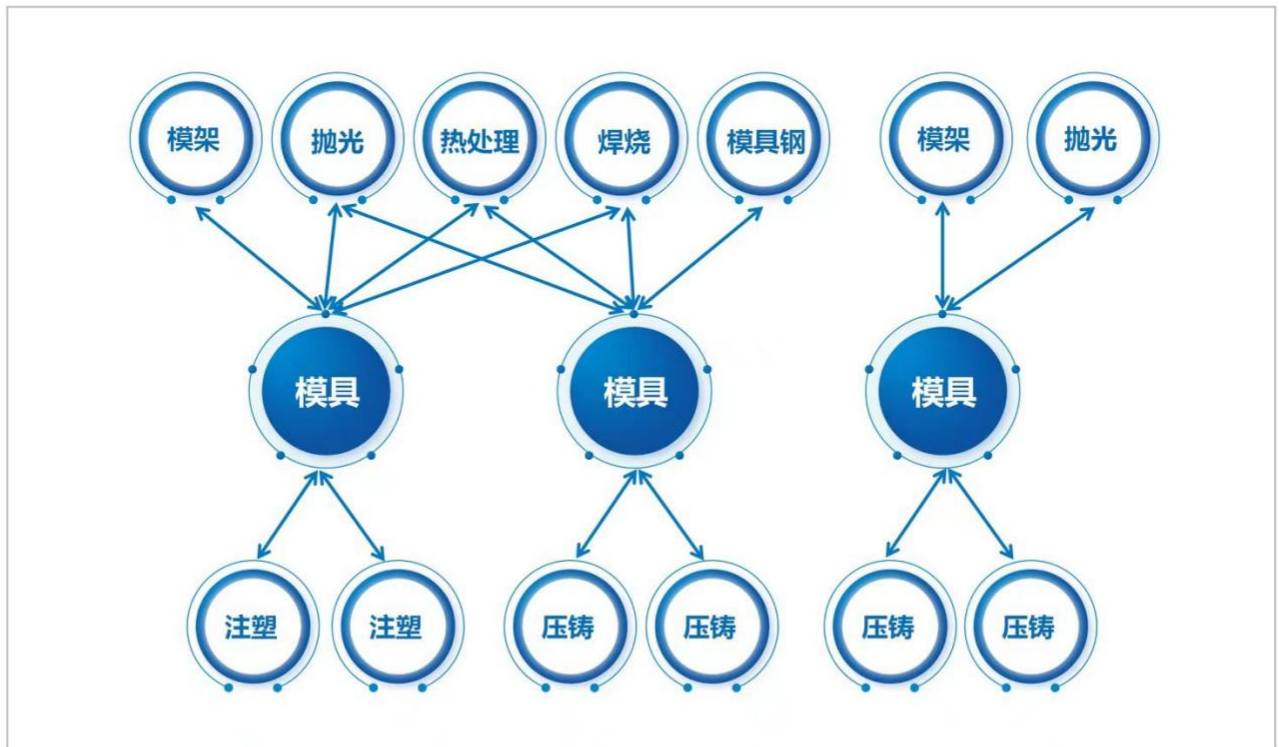 模架 抛光 热处理 焊烧 模具钢 模架 抛光
模具 模具 模具
注塑 注塑 压铸 压铸 压铸 压铸